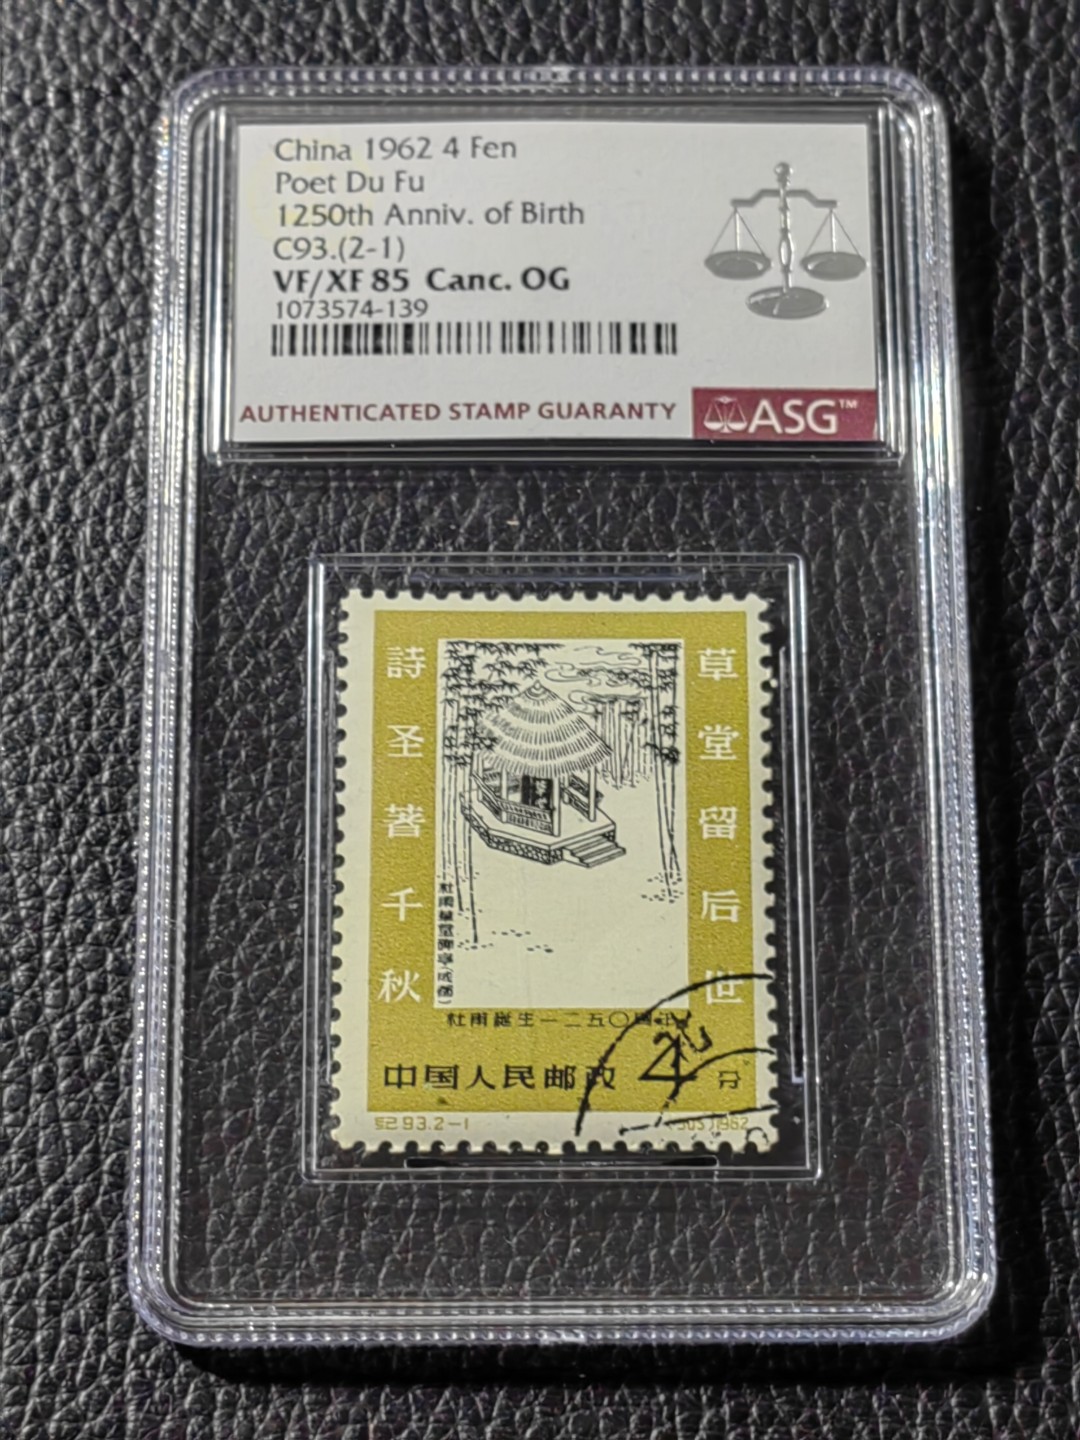 China 1962 4 Fen
Poet Du Fu
1250th Anniv. of Birth
C93.(2-1)
VF/XF 85 Canc. OG
1073574-139
AUTHENTICATED STAMP GUARANTY
ASG™
草堂留后世
詩圣著千秋
杜甫草堂碑亭(成都)
杜甫誕生一二五〇周年
中国人民邮政 4 分
纪93.2-1
1962
北